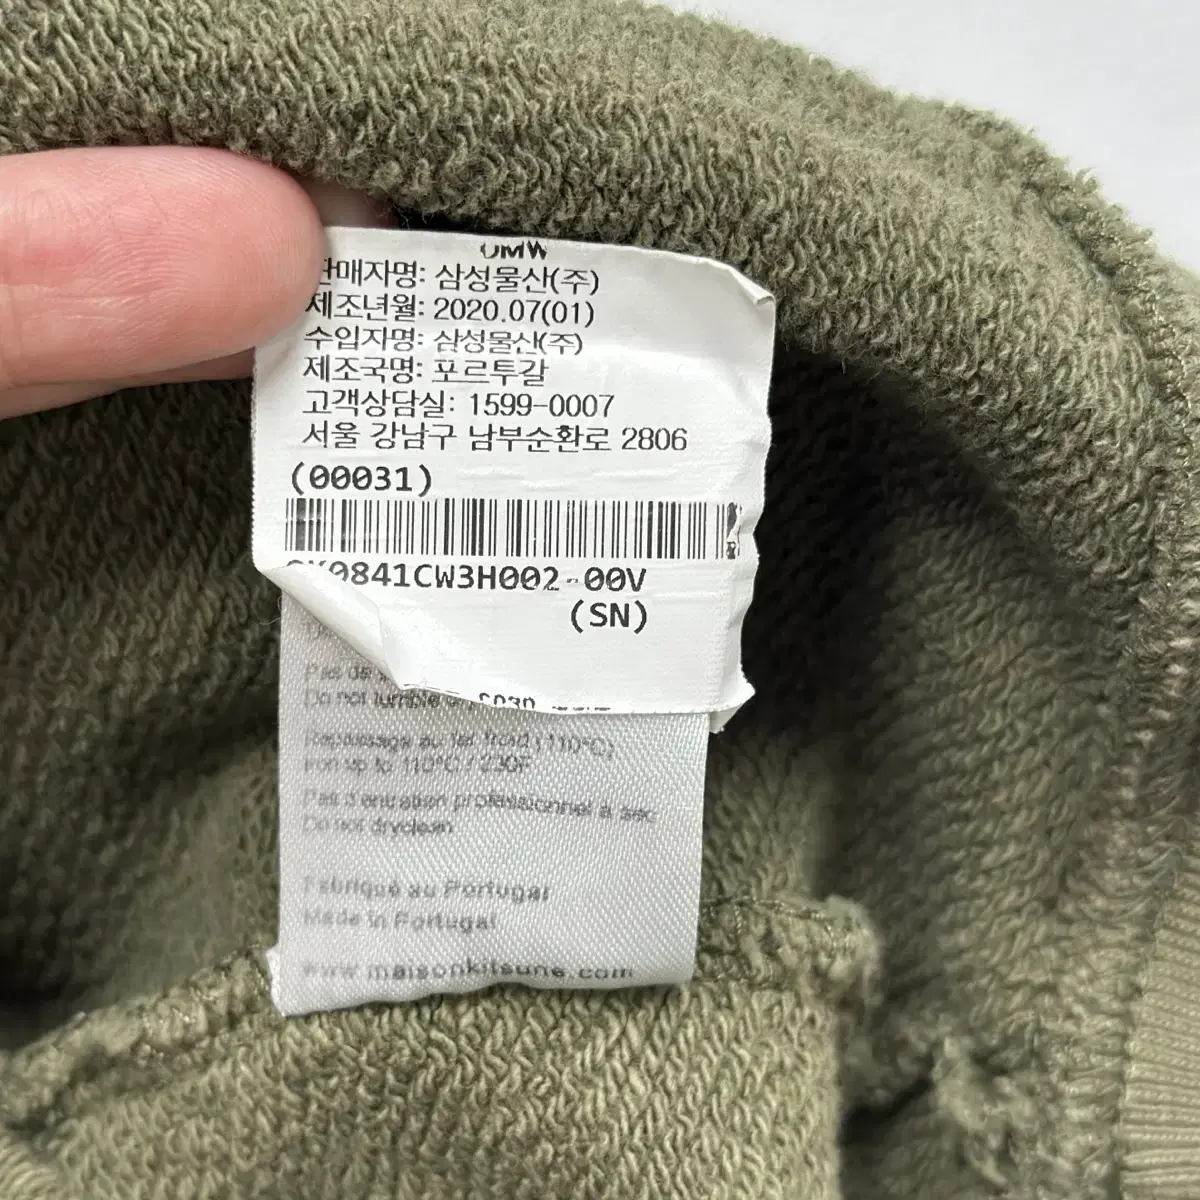 판매자명: 삼성물산(주)
제조년월: 2020.07(01)
수입자명: 삼성물산(주)
제조국명: 포르투갈
고객상담실: 1599-0007
서울 강남구 남부순환로 2806
(00031)
0841CW3H002-00V
(SN)
Pas de
Do not tumble
Repassage au fer froid (110°C)
Iron up to 110°C / 230F
Pas d'entretien professionnel à sec
Do not dryclean
Fabriqué au Portugal
Made in Portugal
www.maisonkitsune.com